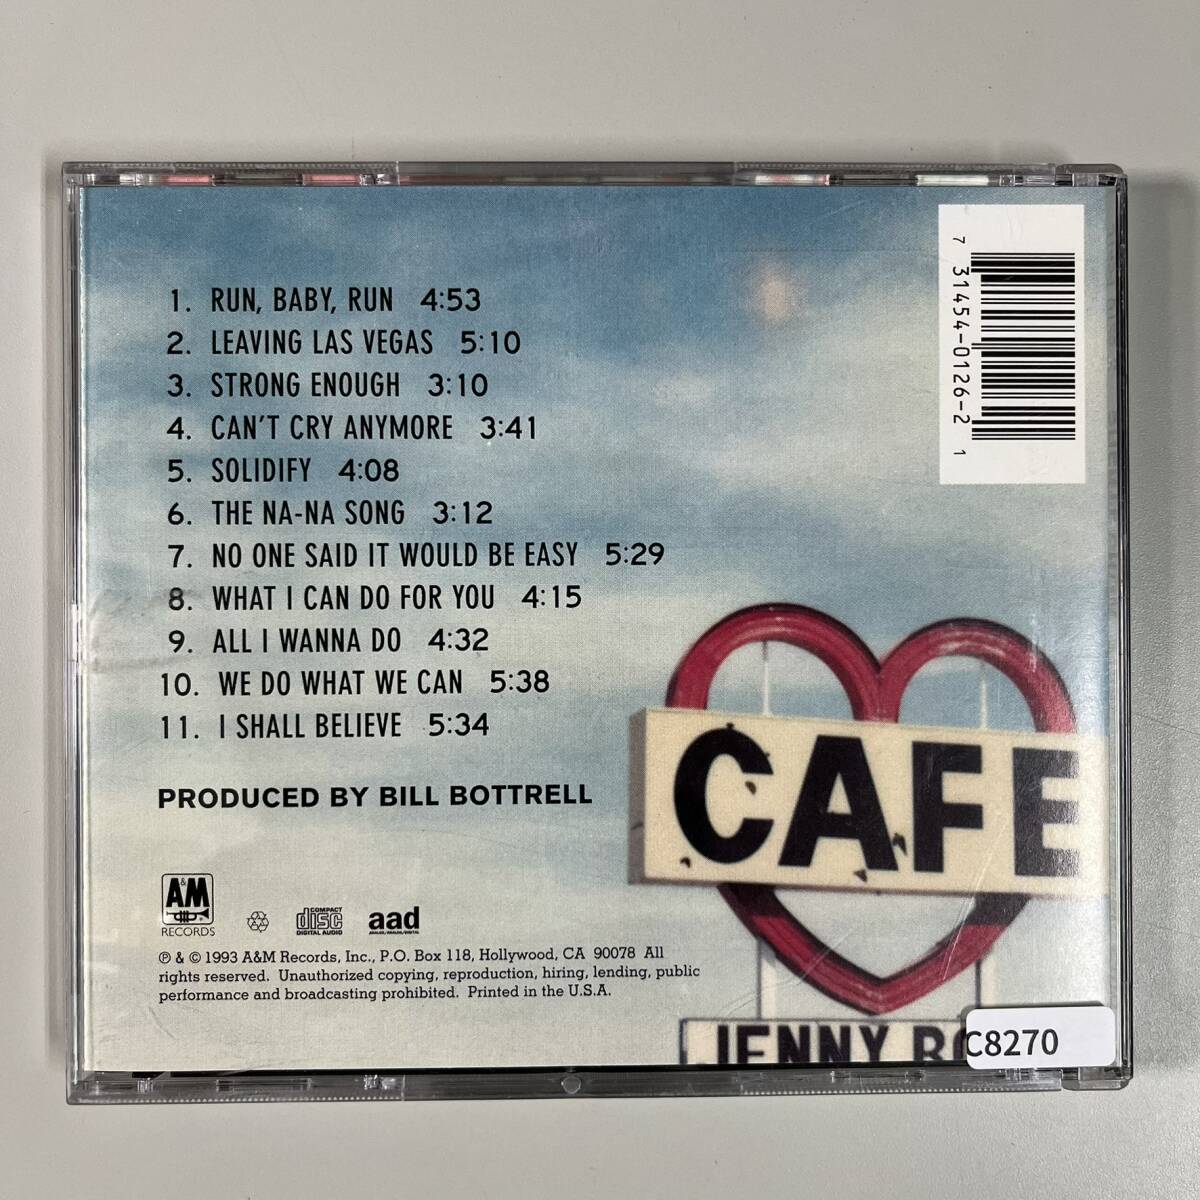 1. RUN, BABY, RUN 4:53
2. LEAVING LAS VEGAS 5:10
3. STRONG ENOUGH 3:10
4. CAN'T CRY ANYMORE 3:41
5. SOLIDIFY 4:08
6. THE NA-NA SONG 3:12
7. NO ONE SAID IT WOULD BE EASY 5:29
8. WHAT I CAN DO FOR YOU 4:15
9. ALL I WANNA DO 4:32
10. WE DO WHAT WE CAN 5:38
11. I SHALL BELIEVE 5:34
PRODUCED BY BILL BOTTRELL
7 31454-0126-2 1
CAFE
JENNY
C8270
A&M
RECORDS
COMPACT
disc
DIGITAL AUDIO
aad
℗ & © 1993 A&M Records, Inc., P.O. Box 118, Hollywood, CA 90078 All
rights reserved. Unauthorized copying, reproduction, hiring, lending, public
performance and broadcasting prohibited. Printed in the U.S.A.